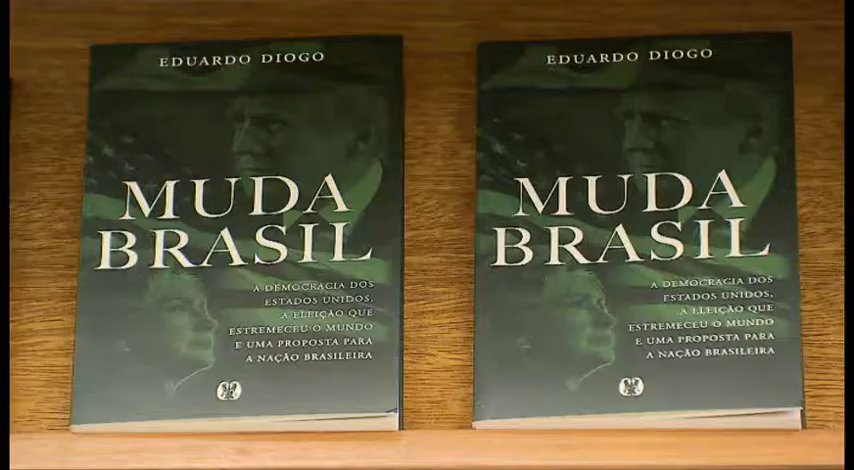 EDUARDO DIOGO
MUDA
BRASIL
A DEMOCRACIA DOS
ESTADOS UNIDOS,
A ELEIÇÃO QUE
ESTREMECEU O MUNDO
E UMA PROPOSTA PARA
A NAÇÃO BRASILEIRA
EDUARDO DIOGO
MUDA
BRASIL
A DEMOCRACIA DOS
ESTADOS UNIDOS,
A ELEIÇÃO QUE
ESTREMECEU O MUNDO
E UMA PROPOSTA PARA
A NAÇÃO BRASILEIRA